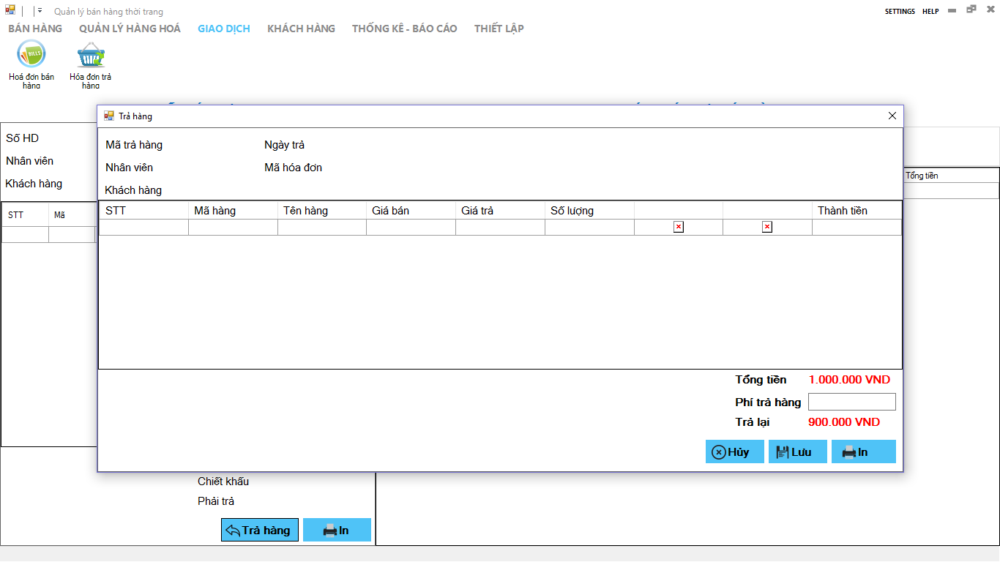 Quản lý bán hàng thời trang
SETTINGS HELP
BÁN HÀNG QUẢN LÝ HÀNG HOÁ GIAO DỊCH KHÁCH HÀNG THỐNG KÊ - BÁO CÁO THIẾT LẬP
BILLS
Hoá đơn bán
hàng
Hóa đơn trả
hàng
Trả hàng
Số HD
Nhân viên
Khách hàng
STT Mã
Mã trả hàng Ngày trả
Nhân viên Mã hóa đơn
Khách hàng
STT Mã hàng Tên hàng Giá bán Giá trả Số lượng Thành tiền
Tổng tiền
Tổng tiền 1.000.000 VND
Phí trả hàng
Trả lại 900.000 VND
Hủy Lưu In
Chiết khấu
Phải trả
Trả hàng In